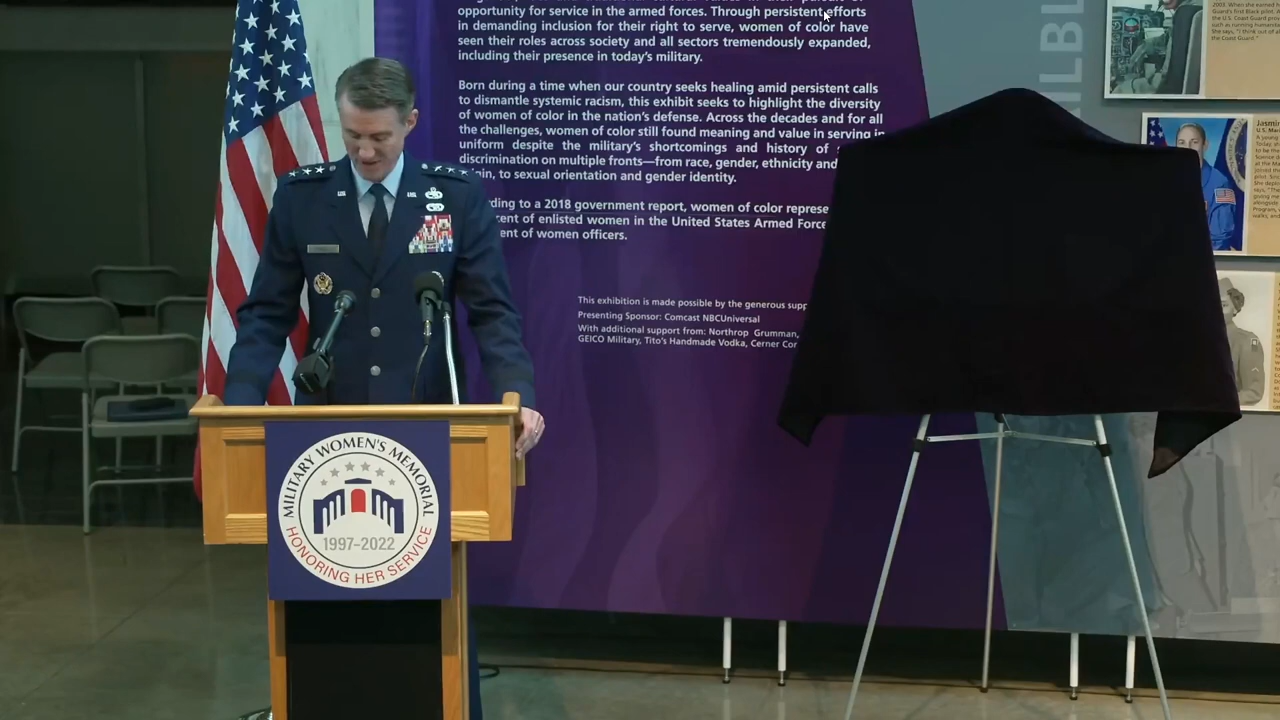 opportunity for service in the armed forces. Through persistent efforts
in demanding inclusion for their right to serve, women of color have
seen their roles across society and all sectors tremendously expanded,
including their presence in today's military.
Born during a time when our country seeks healing amid persistent calls
to dismantle systemic racism, this exhibit seeks to highlight the diversity
of women of color in the nation's defense. Across the decades and for all
the challenges, women of color still found meaning and value in serving in
uniform despite the military's shortcomings and history of
discrimination on multiple fronts—from race, gender, ethnicity and
to sexual orientation and gender identity.
to a 2018 government report, women of color
of enlisted women in the United States Armed
of women officers.
This exhibition is made possible by the generous
Presenting Sponsor: Comcast NBCUniversal
With additional support from: Northrop Grumman,
GEICO Military, Tito's Handmade Vodka, Cerner
MILITARY WOMEN'S MEMORIAL
1997-2022
HONORING HER SERVICE